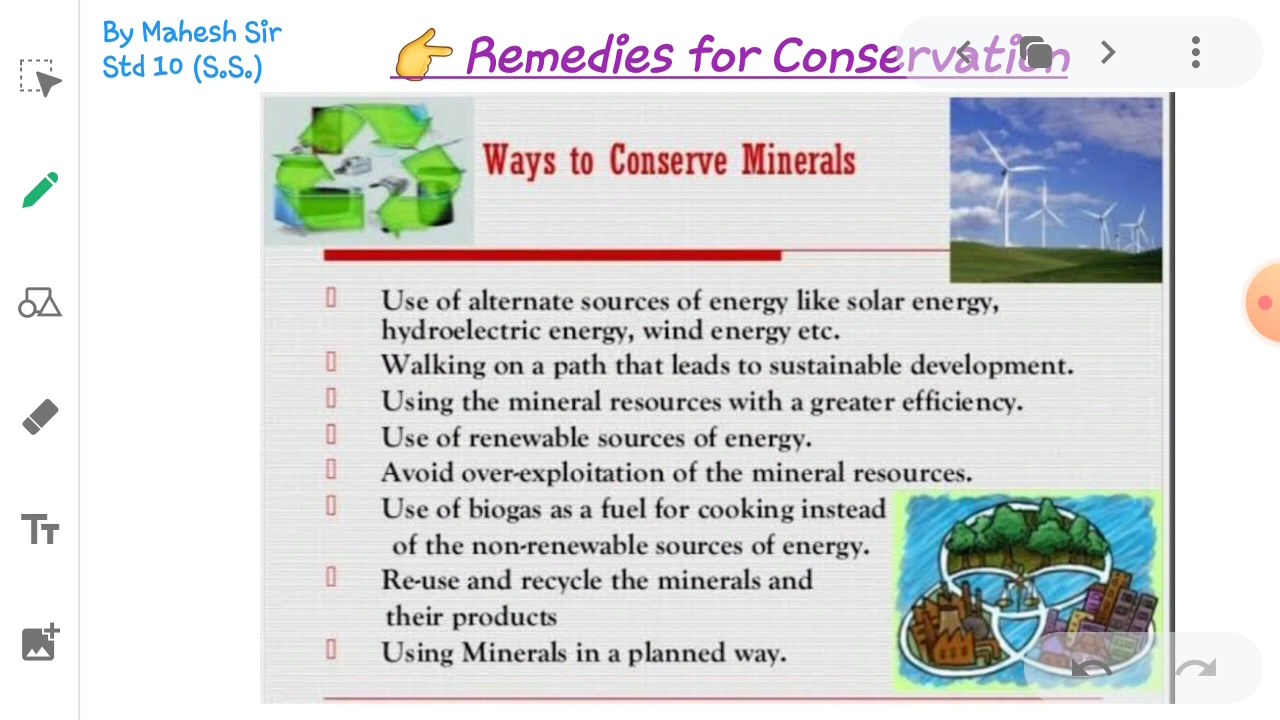 By Mahesh Sir
Std 10 (S.S.)
Remedies for Conservation
Ways to Conserve Minerals
Use of alternate sources of energy like solar energy,
hydroelectric energy, wind energy etc.
Walking on a path that leads to sustainable development.
Using the mineral resources with a greater efficiency.
Use of renewable sources of energy.
Avoid over-exploitation of the mineral resources.
Use of biogas as a fuel for cooking instead
of the non-renewable sources of energy.
Re-use and recycle the minerals and
their products
Using Minerals in a planned way.
TT